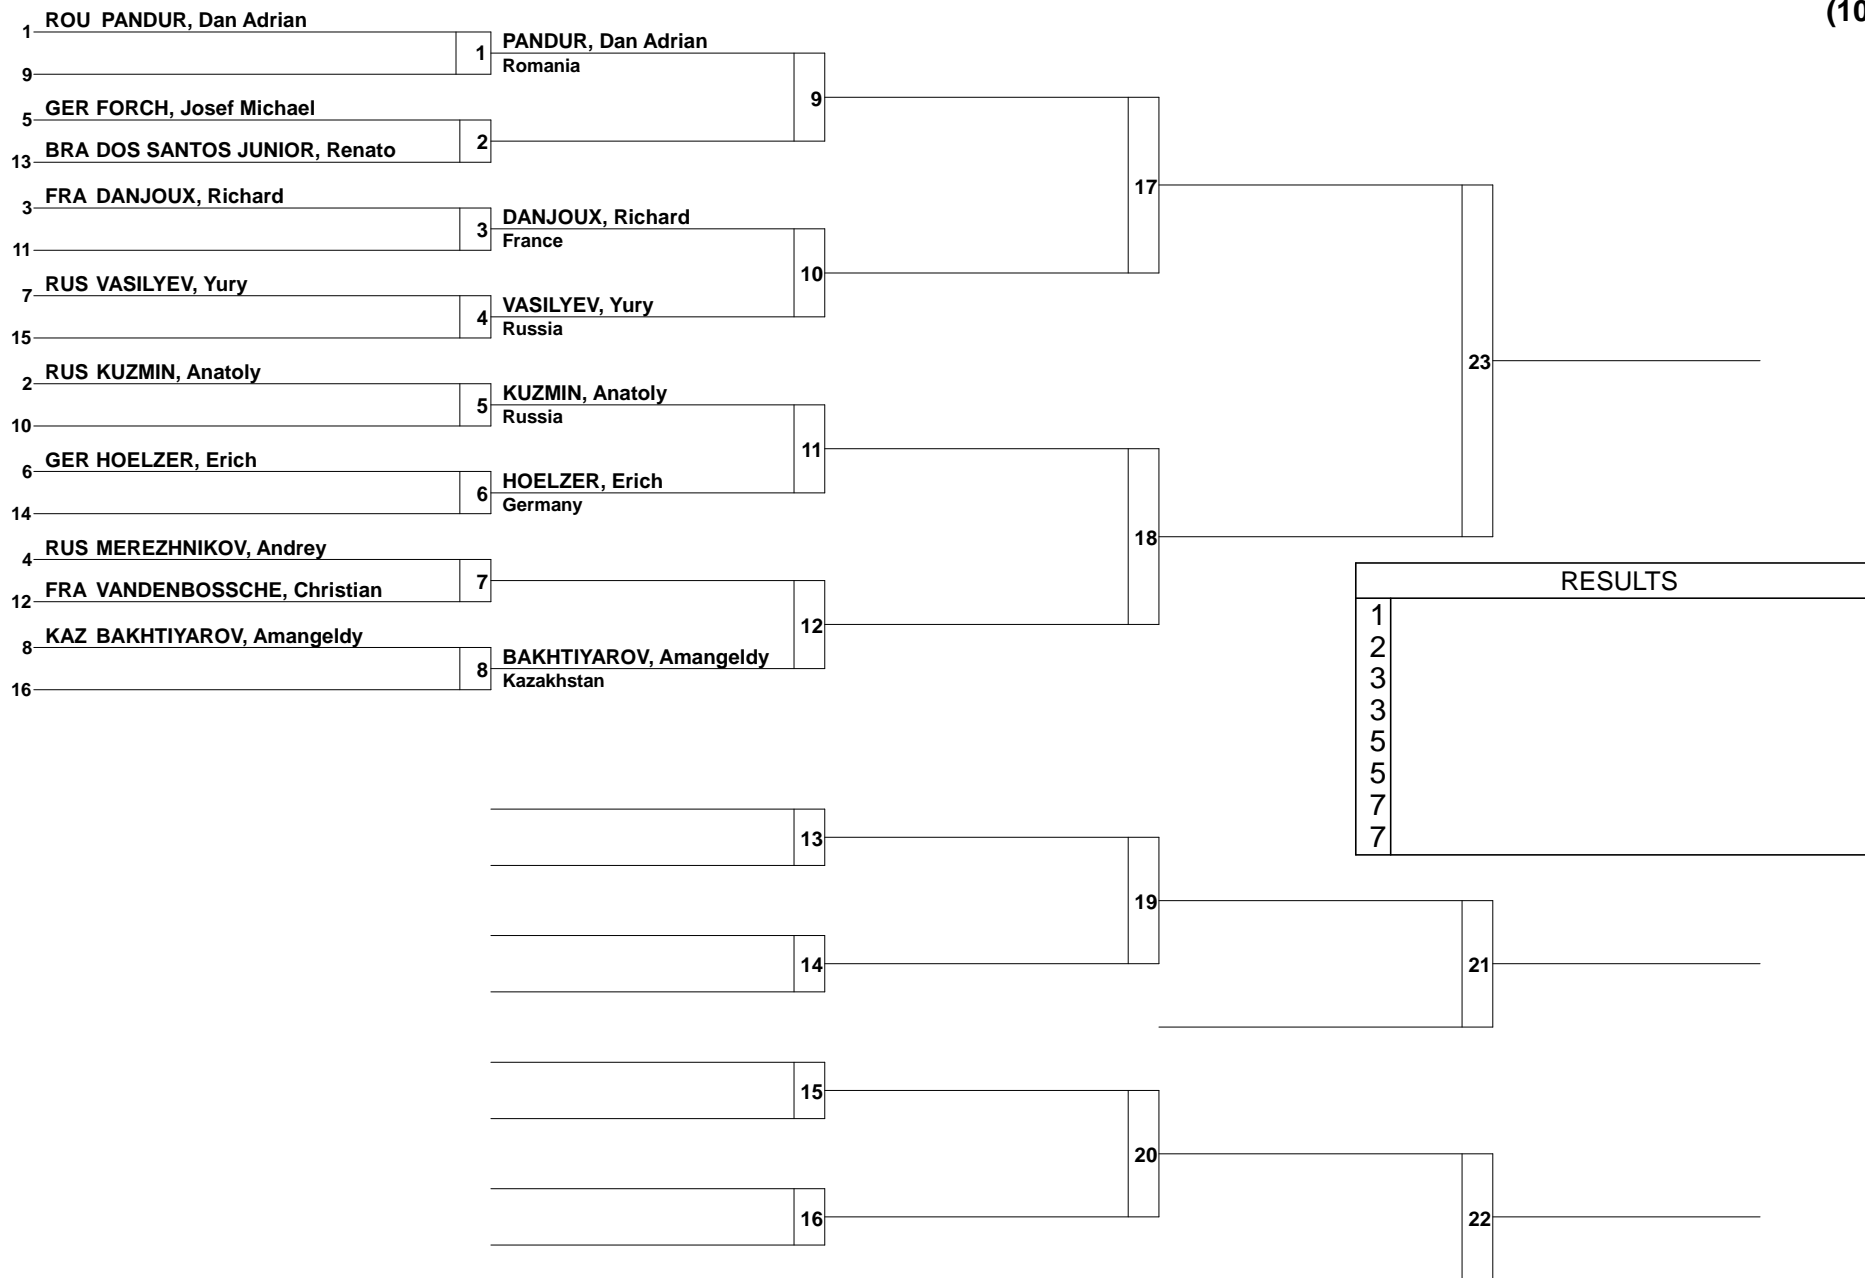 (10
1 ROU PANDUR, Dan Adrian
1 PANDUR, Dan Adrian
Romania
9
9
5 GER FORCH, Josef Michael
2
13 BRA DOS SANTOS JUNIOR, Renato
17
3 FRA DANJOUX, Richard
3 DANJOUX, Richard
France
11
10
7 RUS VASILYEV, Yury
4 VASILYEV, Yury
Russia
15
23
2 RUS KUZMIN, Anatoly
5 KUZMIN, Anatoly
Russia
10
11
6 GER HOELZER, Erich
6 HOELZER, Erich
Germany
14
18
4 RUS MEREZHNIKOV, Andrey
7
12 FRA VANDENBOSSCHE, Christian
12
8 KAZ BAKHTIYAROV, Amangeldy
8 BAKHTIYAROV, Amangeldy
Kazakhstan
16
RESULTS
1
2
3
3
5
5
7
7
13
19
14
21
15
20
16
22